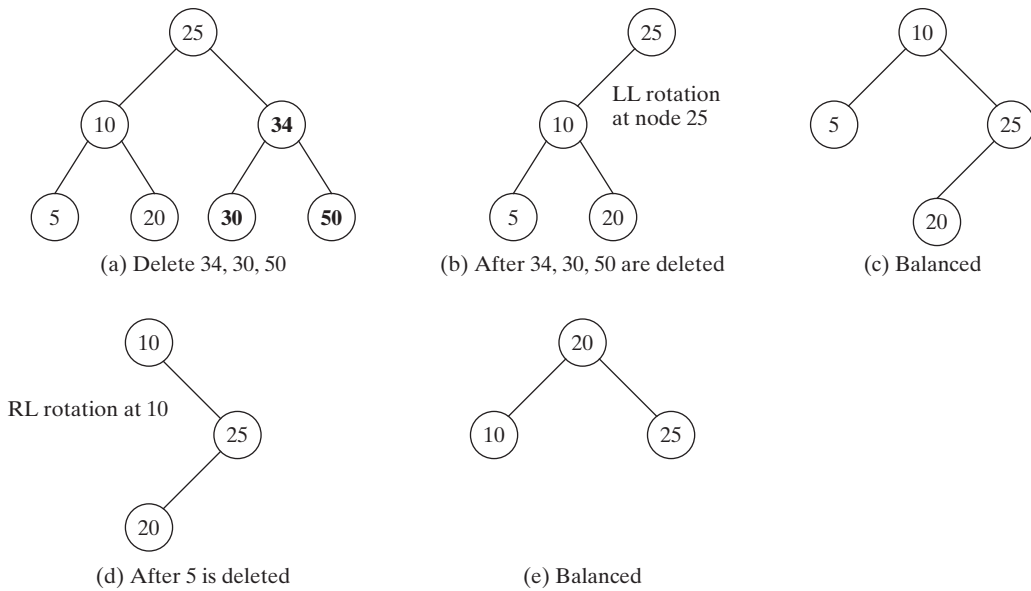 25
10
34
5
20
30
50
(a) Delete 34, 30, 50
25
LL rotation
at node 25
10
5
20
(b) After 34, 30, 50 are deleted
10
5
25
20
(c) Balanced
10
RL rotation at 10
25
20
(d) After 5 is deleted
20
10
25
(e) Balanced